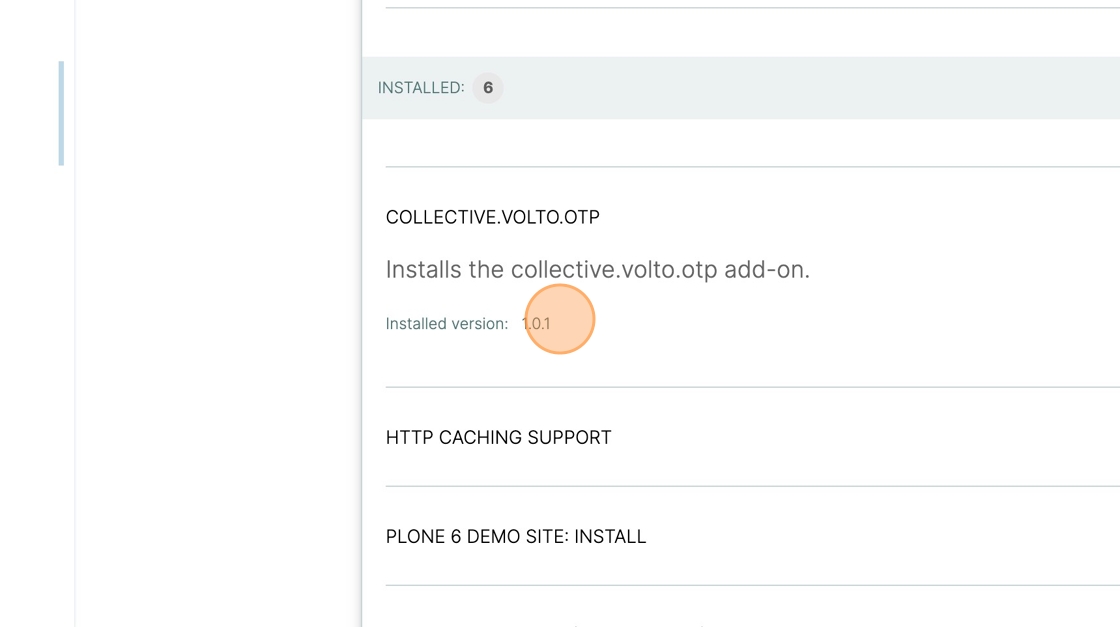 INSTALLED: 6
COLLECTIVE.VOLTO.OTP
Installs the collective.volto.otp add-on.
Installed version: 1.0.1
HTTP CACHING SUPPORT
PLONE 6 DEMO SITE: INSTALL